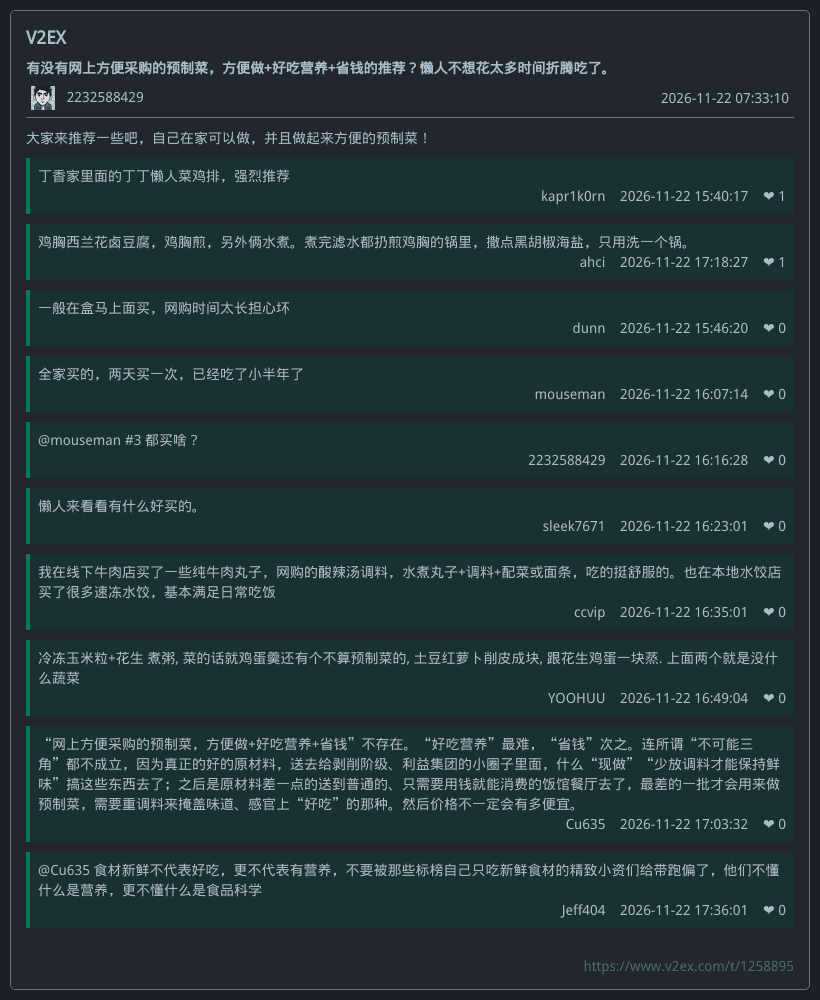 V2EX
有没有网上方便采购的预制菜，方便做+好吃营养+省钱的推荐？懒人不想花太多时间折腾吃了。
2232588429 2026-11-22 07:33:10
大家来推荐一些吧，自己在家可以做，并且做起来方便的预制菜！
丁香家里面的丁丁懒人菜鸡排，强烈推荐
kapr1k0rn 2026-11-22 15:40:17 ❤ 1
鸡胸西兰花卤豆腐，鸡胸煎，另外俩水煮。煮完滤水都扔煎鸡胸的锅里，撒点黑胡椒海盐，只用洗一个锅。
ahci 2026-11-22 17:18:27 ❤ 1
一般在盒马上面买，网购时间太长担心坏
dunn 2026-11-22 15:46:20 ❤ 0
全家买的，两天买一次，已经吃了小半年了
mouseman 2026-11-22 16:07:14 ❤ 0
@mouseman #3 都买啥？
2232588429 2026-11-22 16:16:28 ❤ 0
懒人来看看有什么好买的。
sleek7671 2026-11-22 16:23:01 ❤ 0
我在线下牛肉店买了一些纯牛肉丸子，网购的酸辣汤调料，水煮丸子+调料+配菜或面条，吃的挺舒服的。也在本地水饺店
买了很多速冻水饺，基本满足日常吃饭
ccvip 2026-11-22 16:35:01 ❤ 0
冷冻玉米粒+花生 煮粥, 菜的话就鸡蛋羹还有个不算预制菜的, 土豆红萝卜削皮成块, 跟花生鸡蛋一块蒸. 上面两个就是没什
么蔬菜
YOOHUU 2026-11-22 16:49:04 ❤ 0
“网上方便采购的预制菜，方便做+好吃营养+省钱”不存在。“好吃营养”最难，“省钱”次之。连所谓“不可能三
角”都不成立，因为真正的好的原材料，送去给剥削阶级、利益集团的小圈子里面，什么“现做”“少放调料才能保持鲜
味”搞这些东西去了；之后是原材料差一点的送到普通的、只需要用钱就能消费的饭馆餐厅去了，最差的一批才会用来做
预制菜，需要重调料来掩盖味道、感官上“好吃”的那种。然后价格不一定会有多便宜。
Cu635 2026-11-22 17:03:32 ❤ 0
@Cu635 食材新鲜不代表好吃，更不代表有营养，不要被那些标榜自己只吃新鲜食材的精致小资们给带跑偏了，他们不懂
什么是营养，更不懂什么是食品科学
Jeff404 2026-11-22 17:36:01 ❤ 0
https://www.v2ex.com/t/1258895